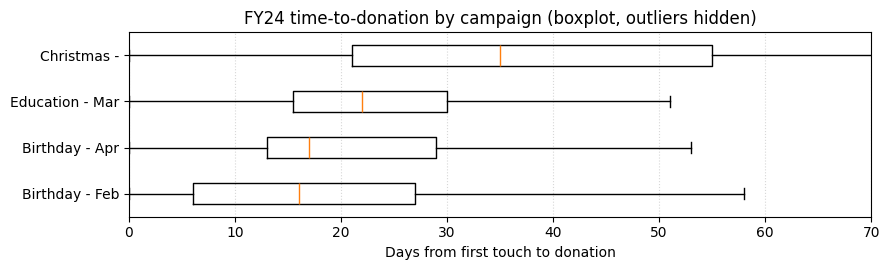 FY24 time-to-donation by campaign (boxplot, outliers hidden)
Christmas -
Education - Mar
Birthday - Apr
Birthday - Feb
0 10 20 30 40 50 60 70
Days from first touch to donation